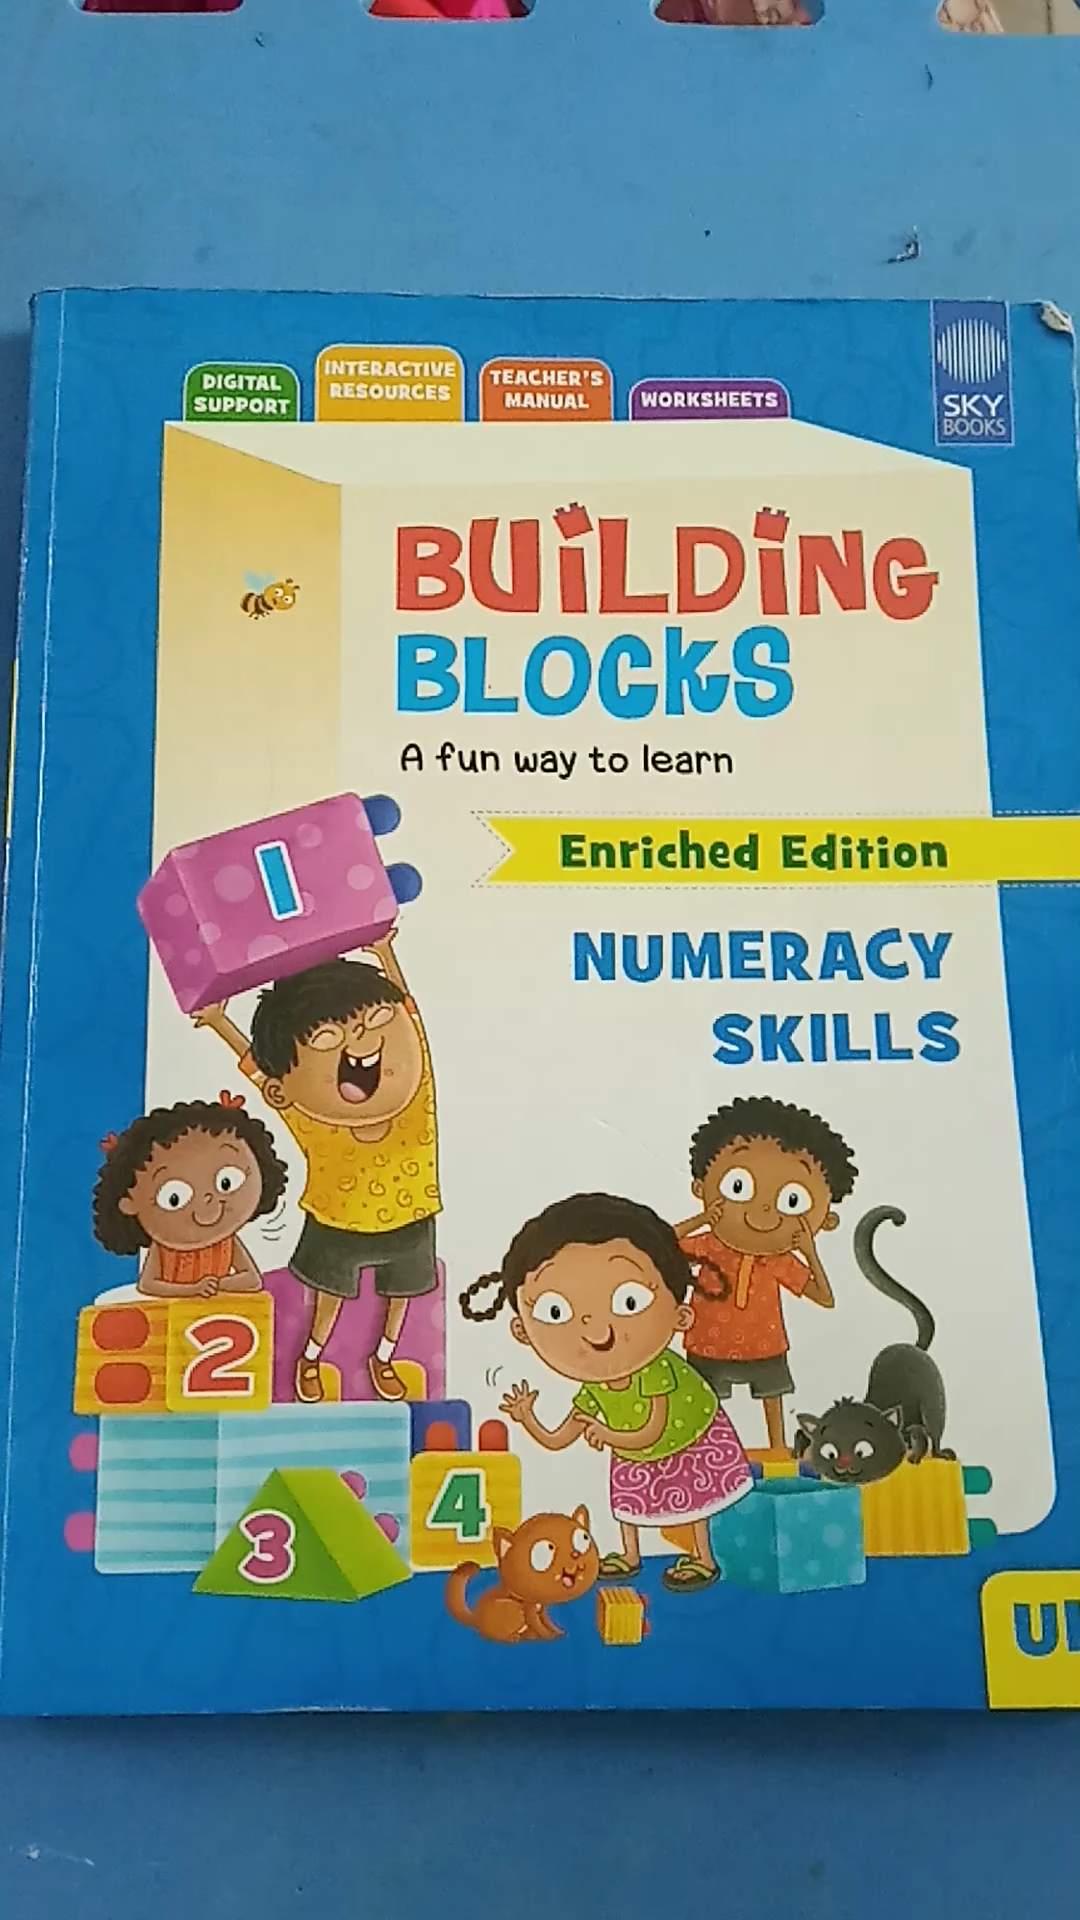 DIGITAL
SUPPORT
INTERACTIVE
RESOURCES
TEACHER'S
MANUAL
WORKSHEETS
SKY
BOOKS
BUiLDiNG
BLOCKS
A fun way to learn
Enriched Edition
NUMERACY
SKILLS
1
2
3
4